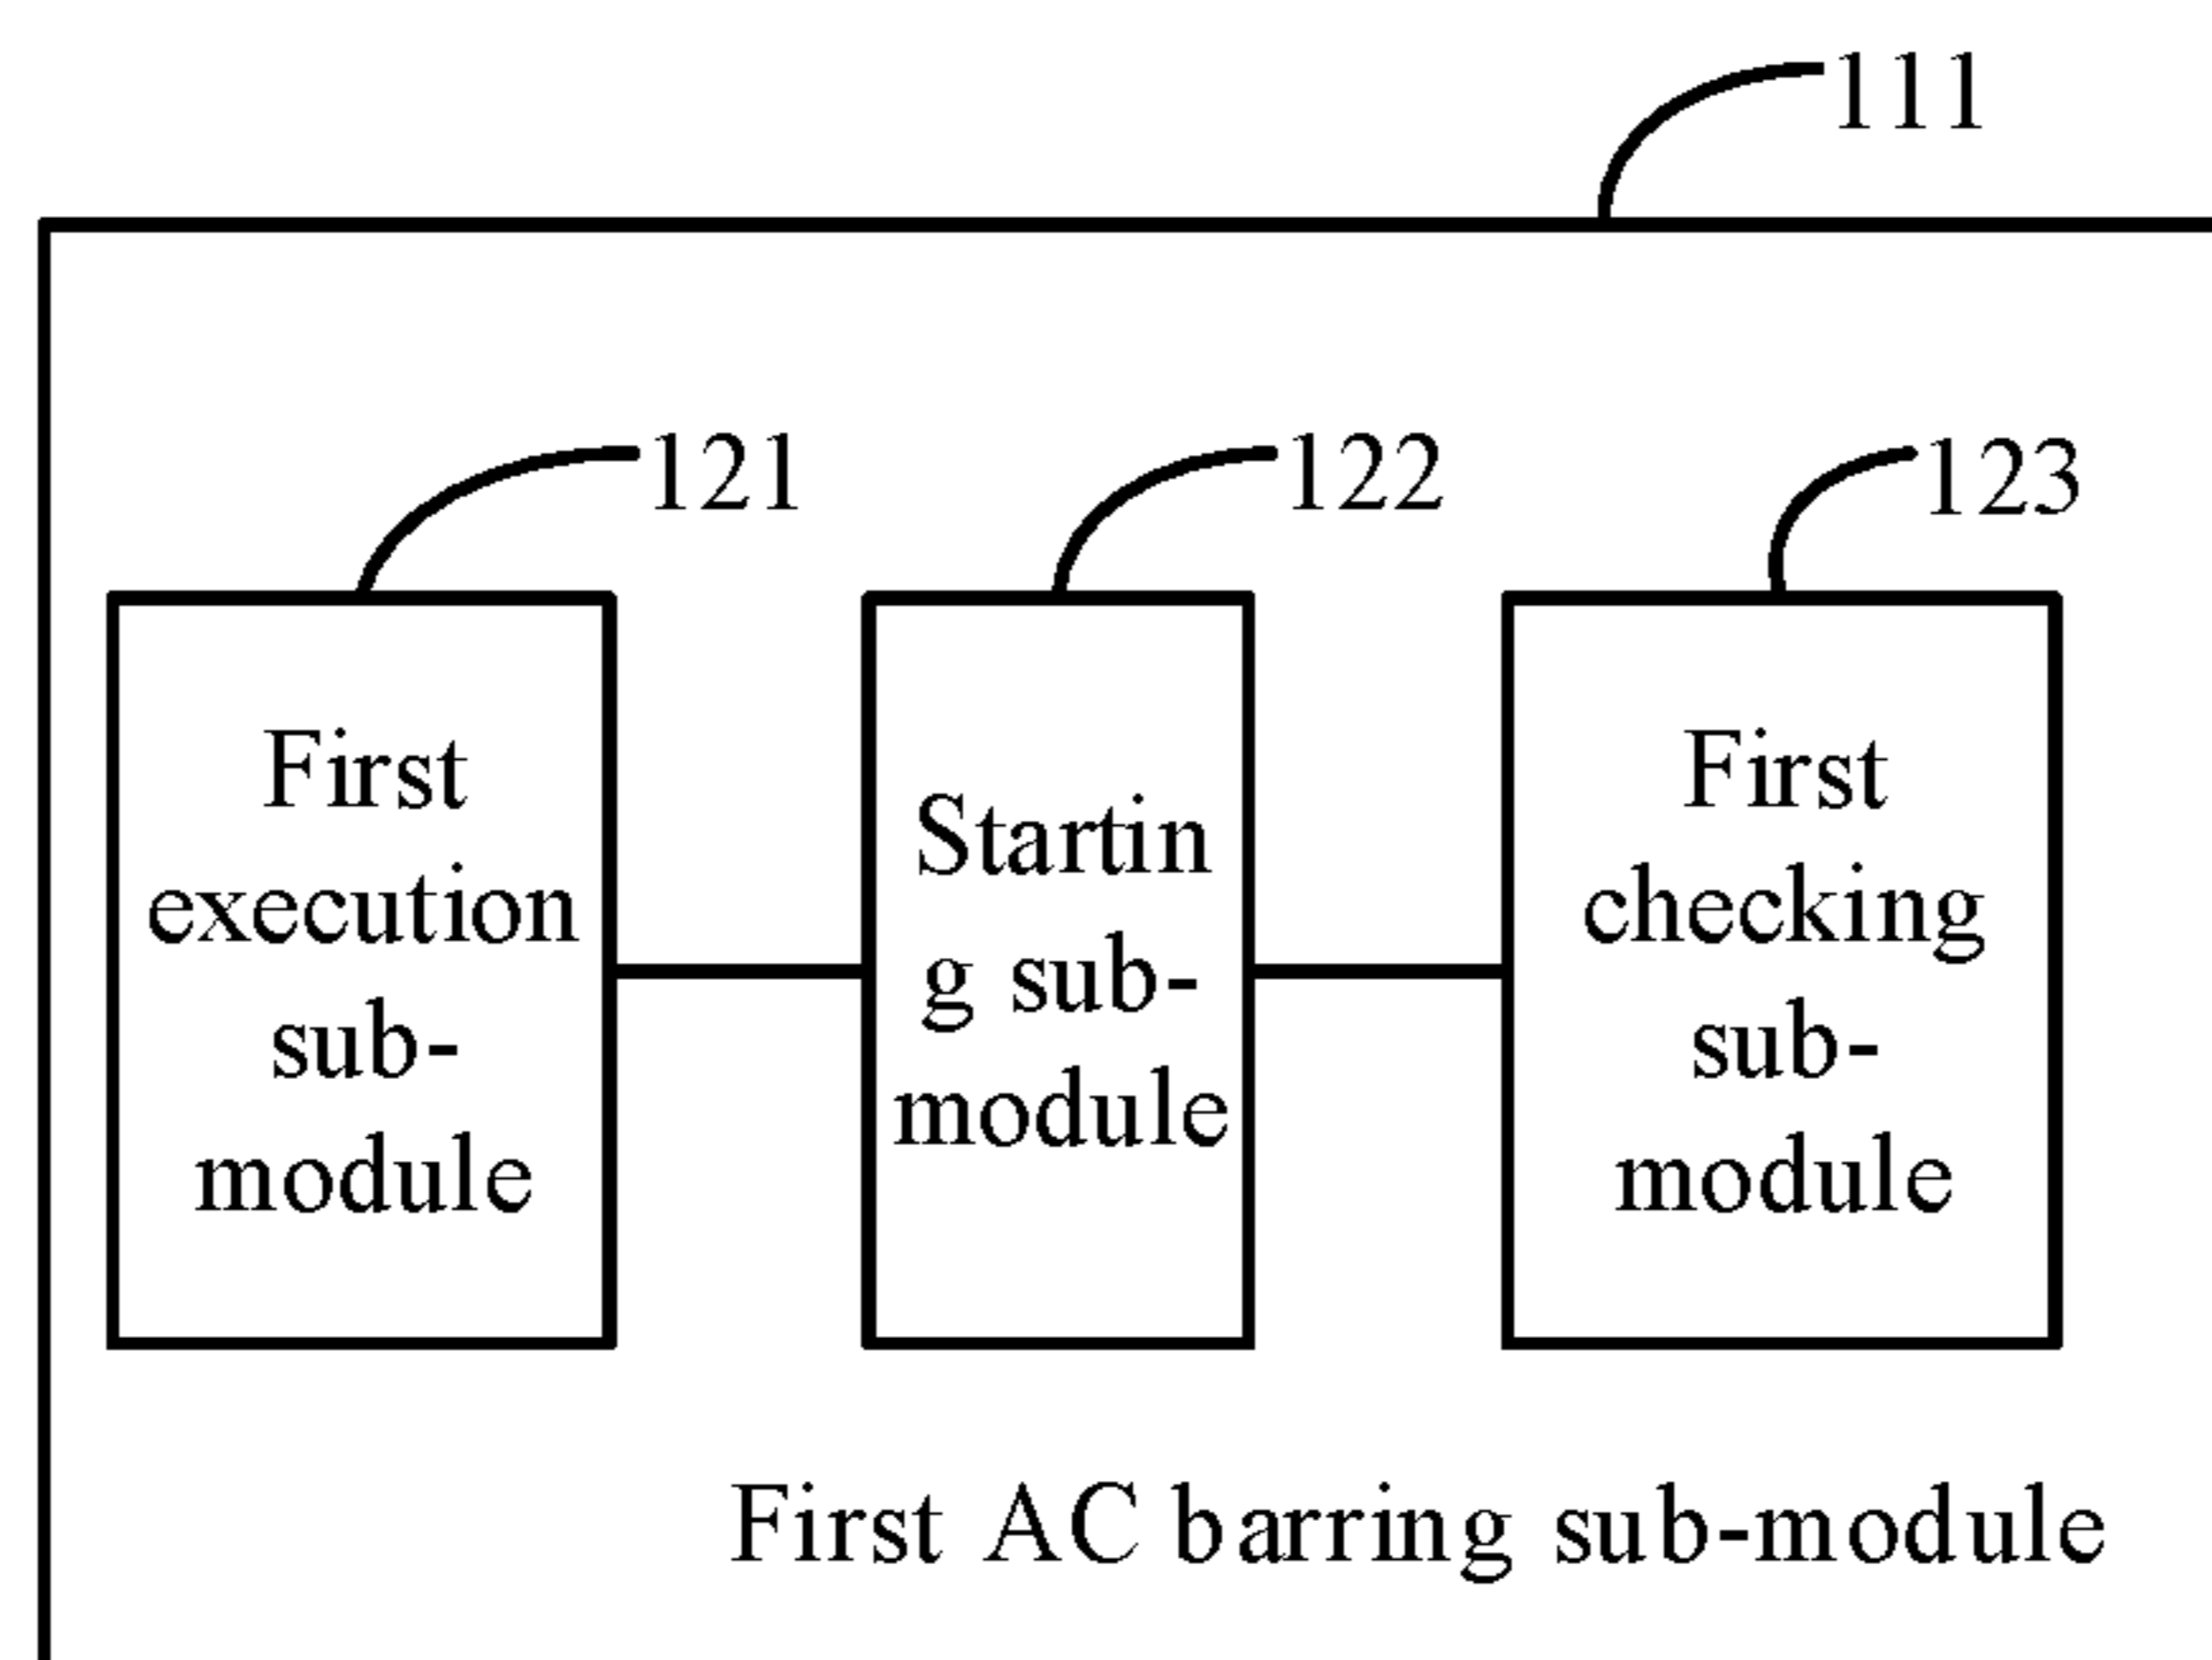 111
121
122
123
First
execution
sub-
module
Startin
g sub-
module
First
checking
sub-
module
First AC barring sub-module